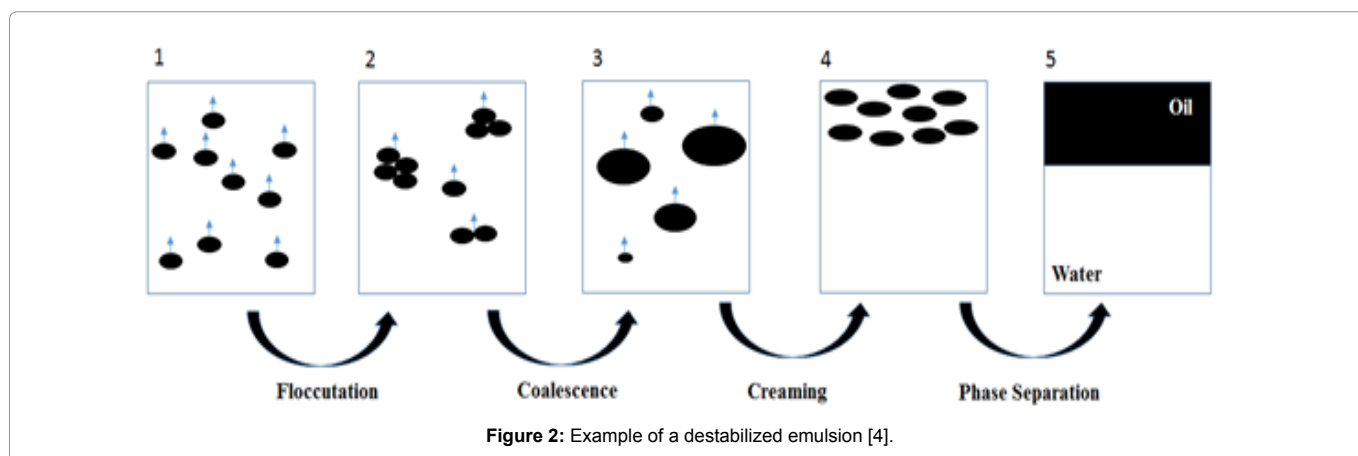 1 2 3 4 5
Oil
Water
Floccutation Coalescence Creaming Phase Separation
Figure 2: Example of a destabilized emulsion [4].